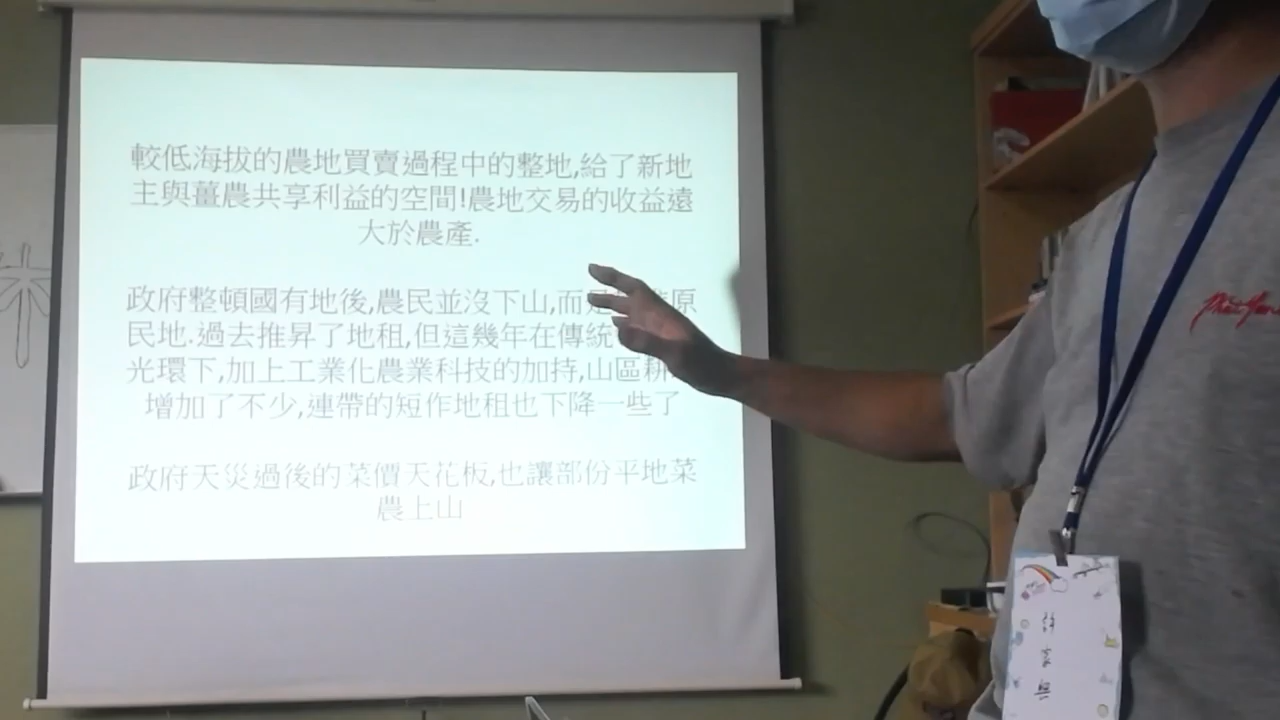 較低海拔的農地買賣過程中的整地,給了新地
主與薑農共享利益的空間!農地交易的收益遠
大於農產.
政府整頓國有地後,農民並沒下山,而是 原
民地.過去推昇了地租,但這幾年在傳統
光環下,加上工業化農業科技的加持,山區耕
增加了不少,連帶的短作地租也下降一些了
政府天災過後的菜價天花板,也讓部份平地菜
農上山